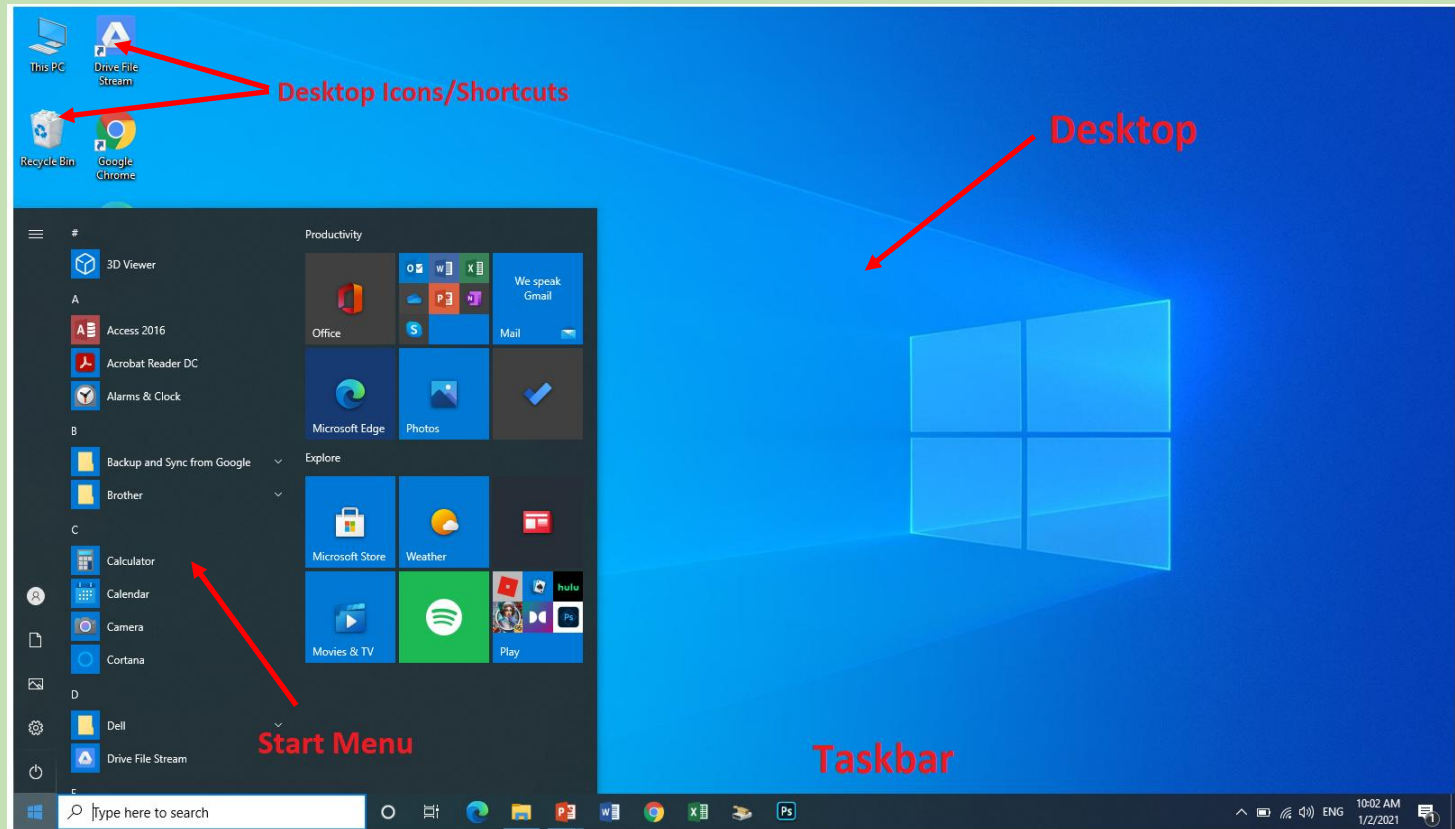 This PC
Drive File
Stream
Desktop Icons/Shortcuts
Desktop
Recycle Bin
Google
Chrome
#
3D Viewer
A
Access 2016
Acrobat Reader DC
Alarms & Clock
B
Backup and Sync from Google
Brother
C
Calculator
Calendar
Camera
Cortana
D
Dell
Drive File Stream
Productivity
Office
We speak
Gmail
Mail
Microsoft Edge
Photos
Explore
Microsoft Store
Weather
Movies & TV
hulu
Ps
Play
Start Menu
Taskbar
Type here to search
Ps
ENG
10:02 AM
1/2/2021
1